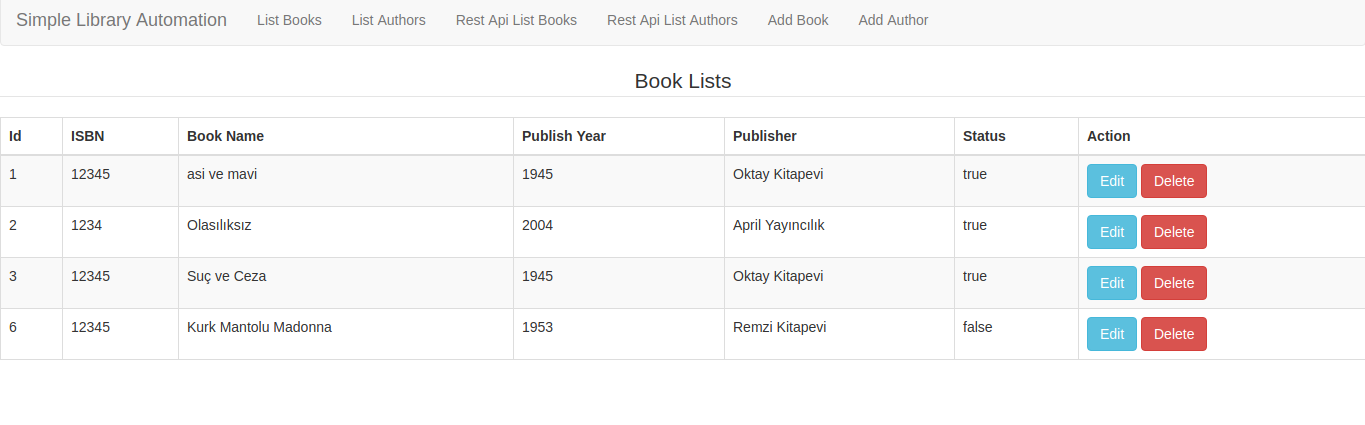 Simple Library Automation List Books List Authors Rest Api List Books Rest Api List Authors Add Book Add Author
Book Lists
Id ISBN Book Name Publish Year Publisher Status Action
1 12345 asi ve mavi 1945 Oktay Kitapevi true Edit Delete
2 1234 Olasılıksız 2004 April Yayıncılık true Edit Delete
3 12345 Suç ve Ceza 1945 Oktay Kitapevi true Edit Delete
6 12345 Kurk Mantolu Madonna 1953 Remzi Kitapevi false Edit Delete